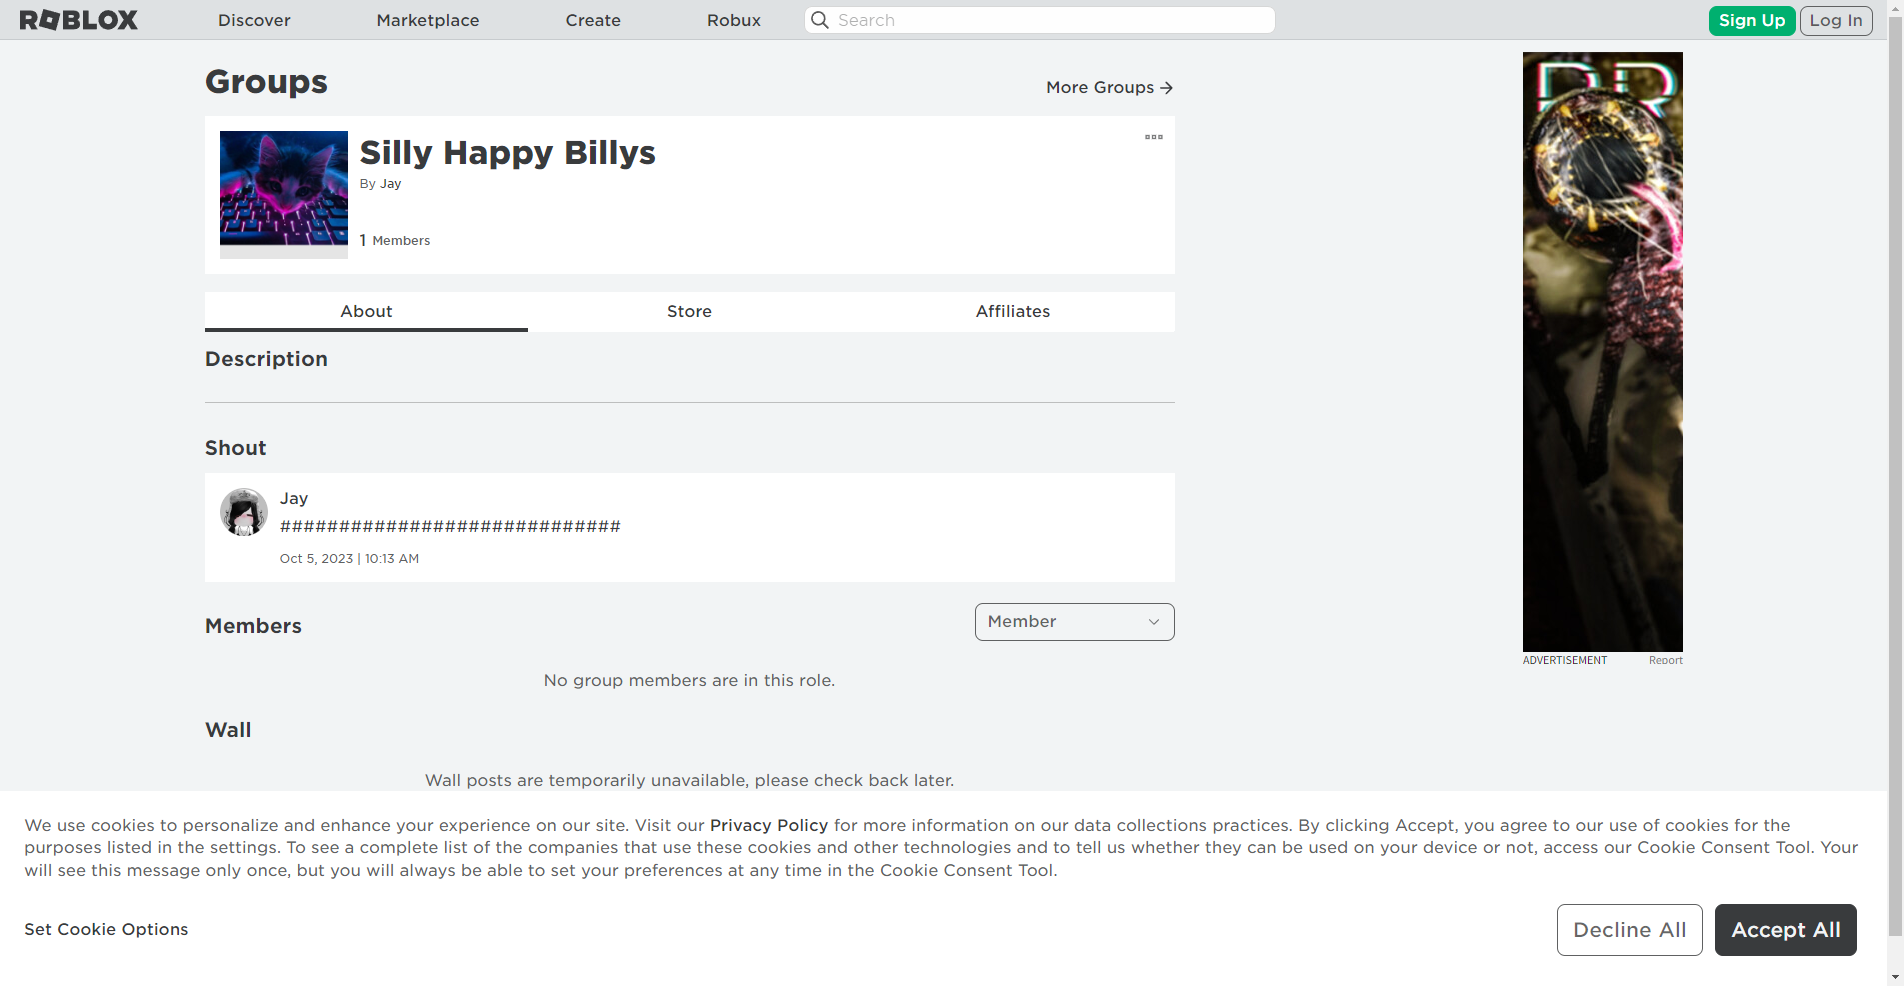 ROBLOX
Discover
Marketplace
Create
Robux
Search
Sign Up
Log In
Groups
More Groups
Silly Happy Billys
By Jay
1 Members
About
Store
Affiliates
Description
Shout
Jay
#############################
Oct 5, 2023 | 10:13 AM
Members
Member
No group members are in this role.
Wall
Wall posts are temporarily unavailable, please check back later.
DR
ADVERTISEMENT
Report
We use cookies to personalize and enhance your experience on our site. Visit our Privacy Policy for more information on our data collections practices. By clicking Accept, you agree to our use of cookies for the
purposes listed in the settings. To see a complete list of the companies that use these cookies and other technologies and to tell us whether they can be used on your device or not, access our Cookie Consent Tool. Your
will see this message only once, but you will always be able to set your preferences at any time in the Cookie Consent Tool.
Set Cookie Options
Decline All
Accept All